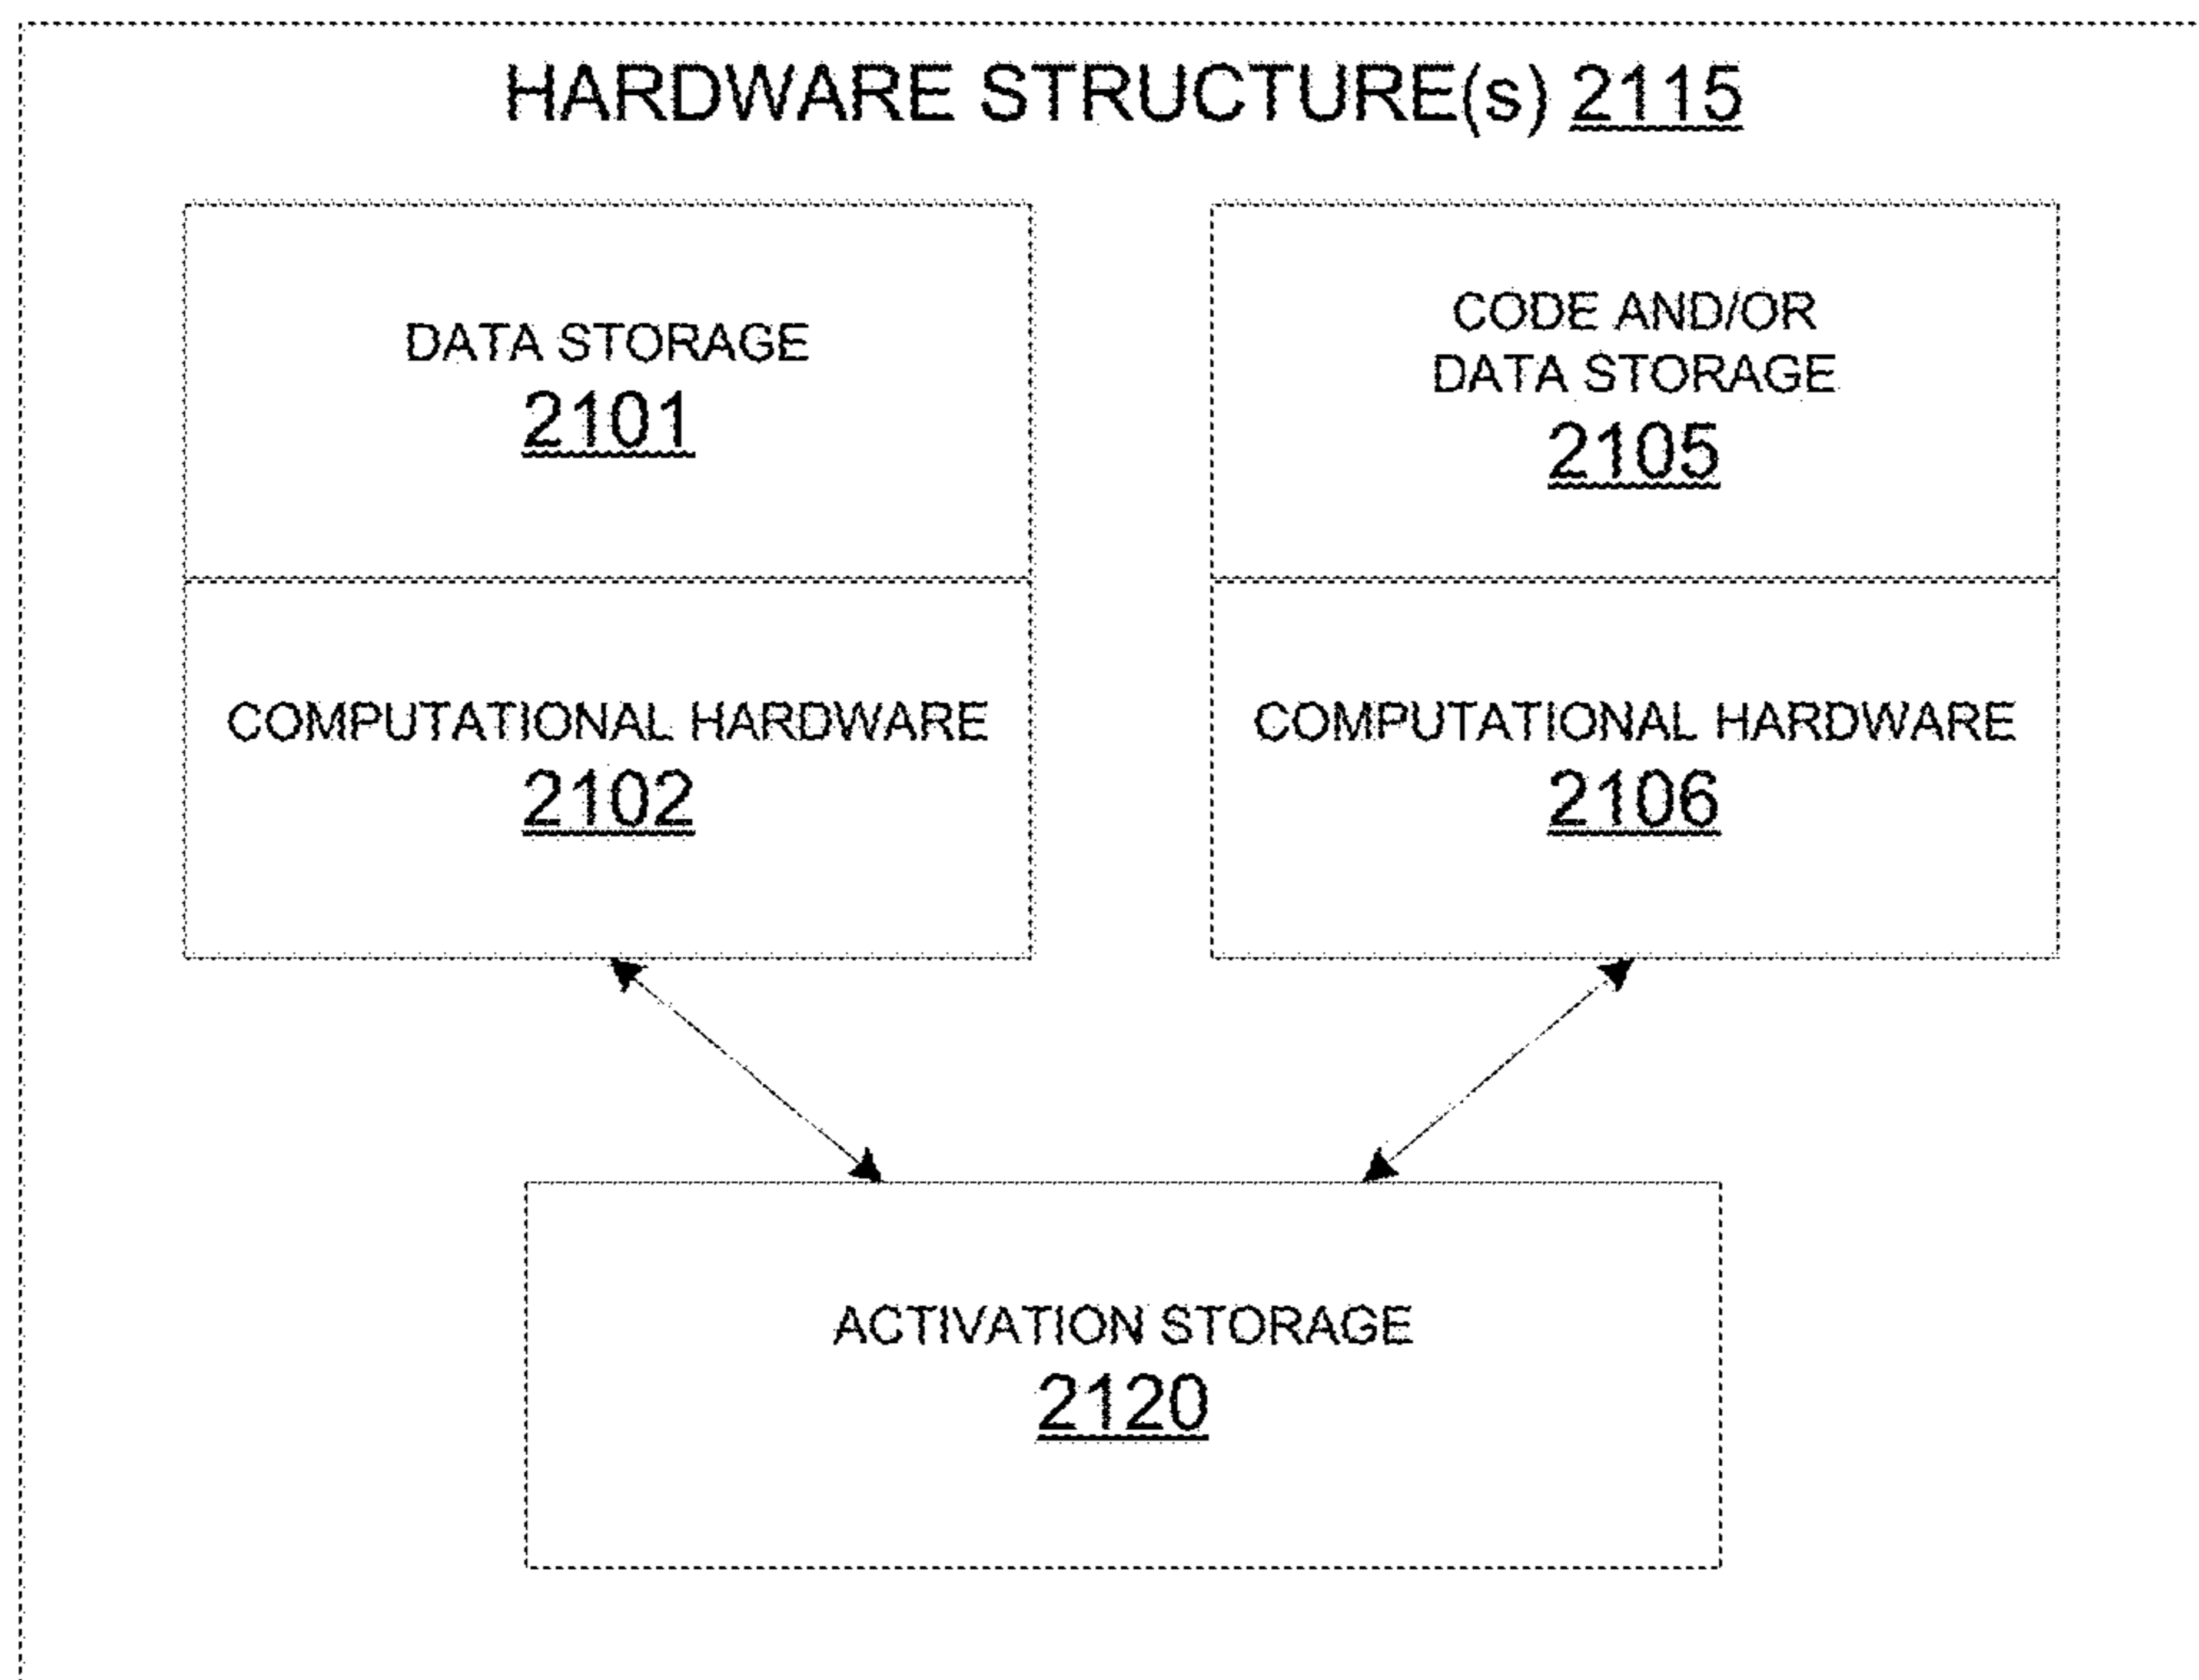 HARDWARE STRUCTURE(s) 2115
DATA STORAGE
2101
CODE AND/OR
DATA STORAGE
2105
COMPUTATIONAL HARDWARE
2102
COMPUTATIONAL HARDWARE
2106
ACTIVATION STORAGE
2120